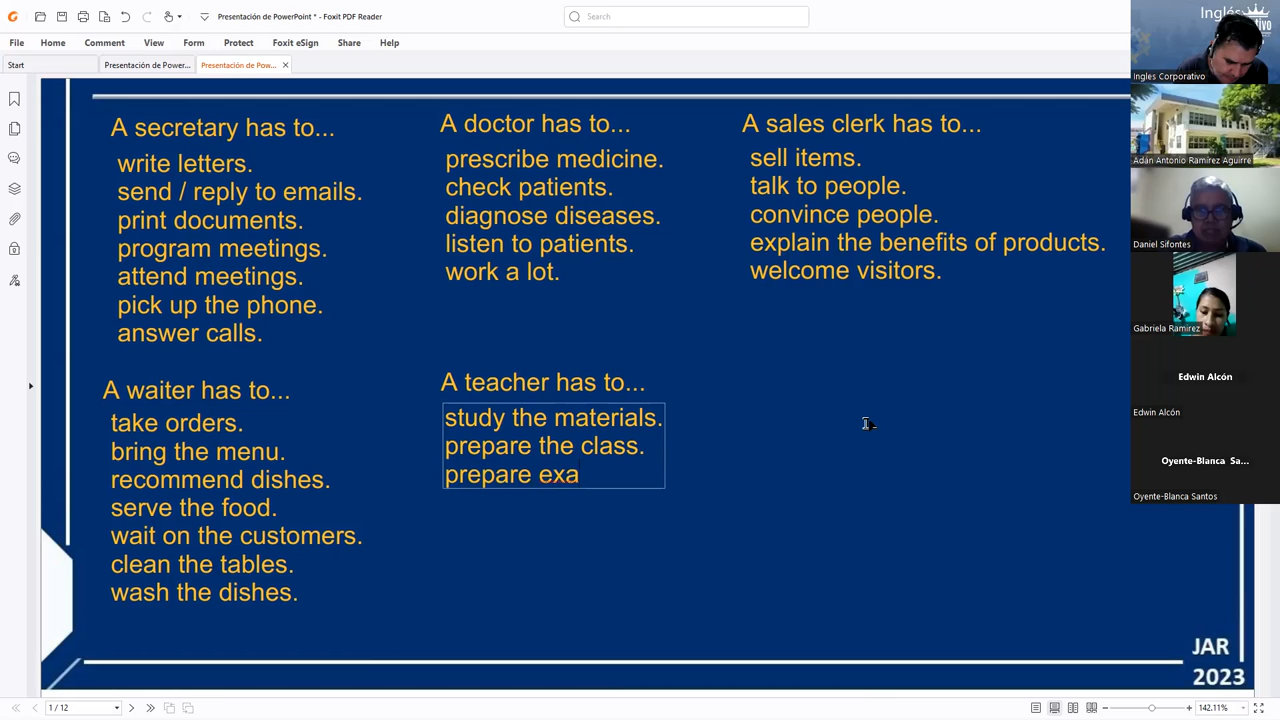 Presentación de PowerPoint * - Foxit PDF Reader
Search
File
Home
Comment
View
Form
Protect
Foxit eSign
Share
Help
Start
Presentación de Power...
Presentación de Pow...
A secretary has to...
write letters.
send / reply to emails.
print documents.
program meetings.
attend meetings.
pick up the phone.
answer calls.
A doctor has to...
prescribe medicine.
check patients.
diagnose diseases.
listen to patients.
work a lot.
A sales clerk has to...
sell items.
talk to people.
convince people.
explain the benefits of products.
welcome visitors.
A waiter has to...
take orders.
bring the menu.
recommend dishes.
serve the food.
wait on the customers.
clean the tables.
wash the dishes.
A teacher has to...
study the materials.
prepare the class.
prepare exa
JAR
2023
Inglés
Ingles Corporativo
Adán Antonio Ramírez Aguirre
Daniel Sifontes
Gabriela Ramirez
Edwin Alcón
Edwin Alcón
Oyente-Blanca Sa...
Oyente-Blanca Santos
1 / 12
142.11%